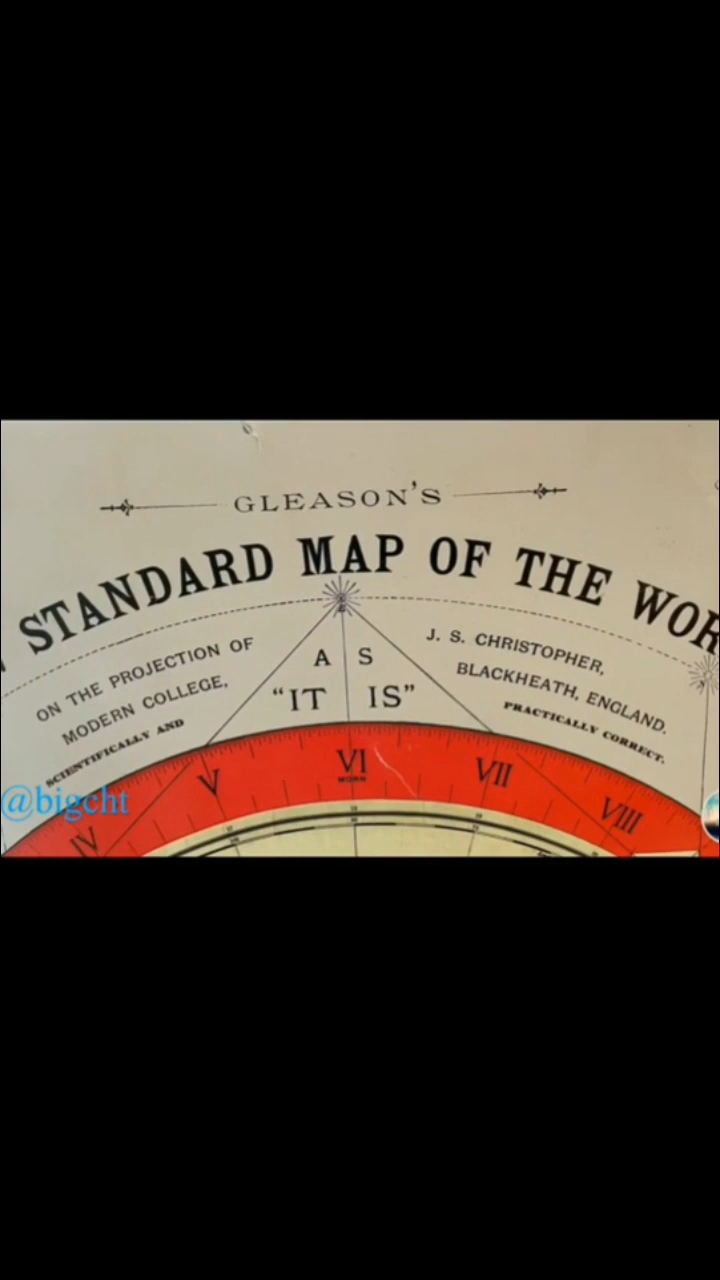 GLEASON'S
STANDARD MAP OF THE WOR
ON THE PROJECTION OF
MODERN COLLEGE,
SCIENTIFICALLY AND
A S
"IT IS"
J. S. CHRISTOPHER,
BLACKHEATH, ENGLAND.
PRACTICALLY CORRECT.
IV V VI VII VIII
MORN
@bigcht